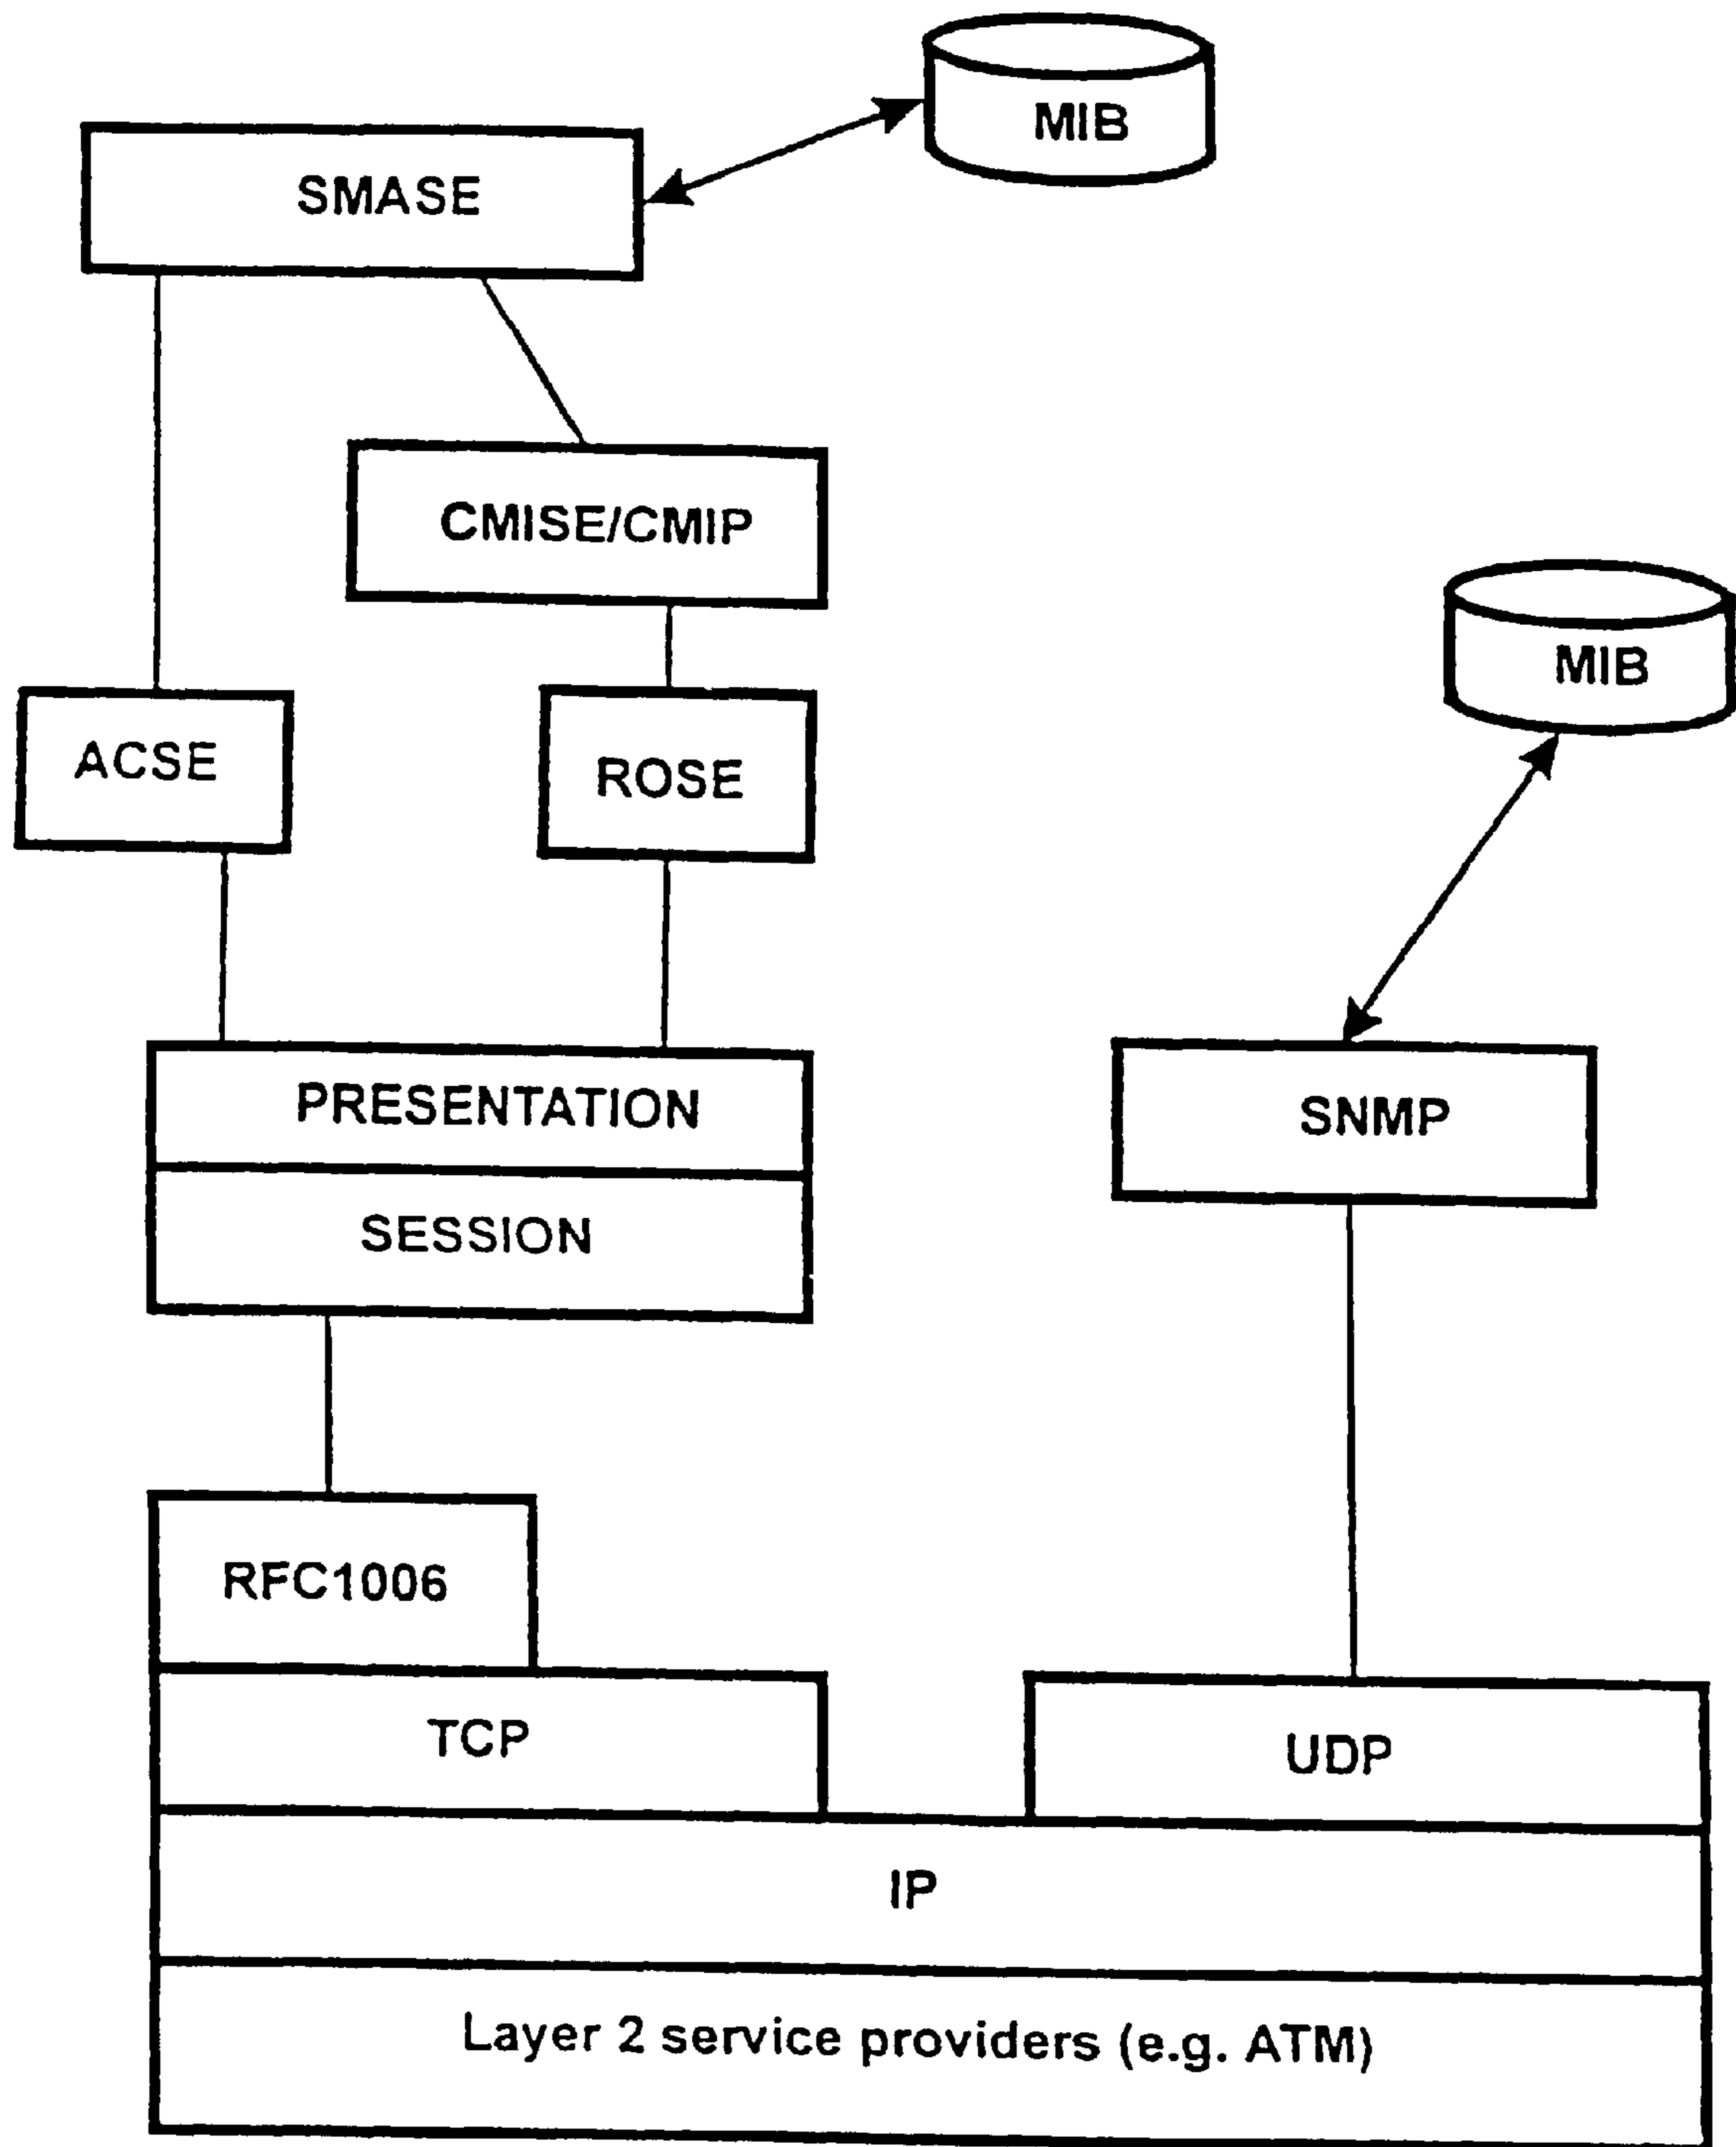 MIB
SMASE
CMISE/CMIP
MIB
ACSE
ROSE
PRESENTATION
SNMP
SESSION
RFC1006
TCP
UDP
IP
Layer 2 service providers (e.g. ATM)